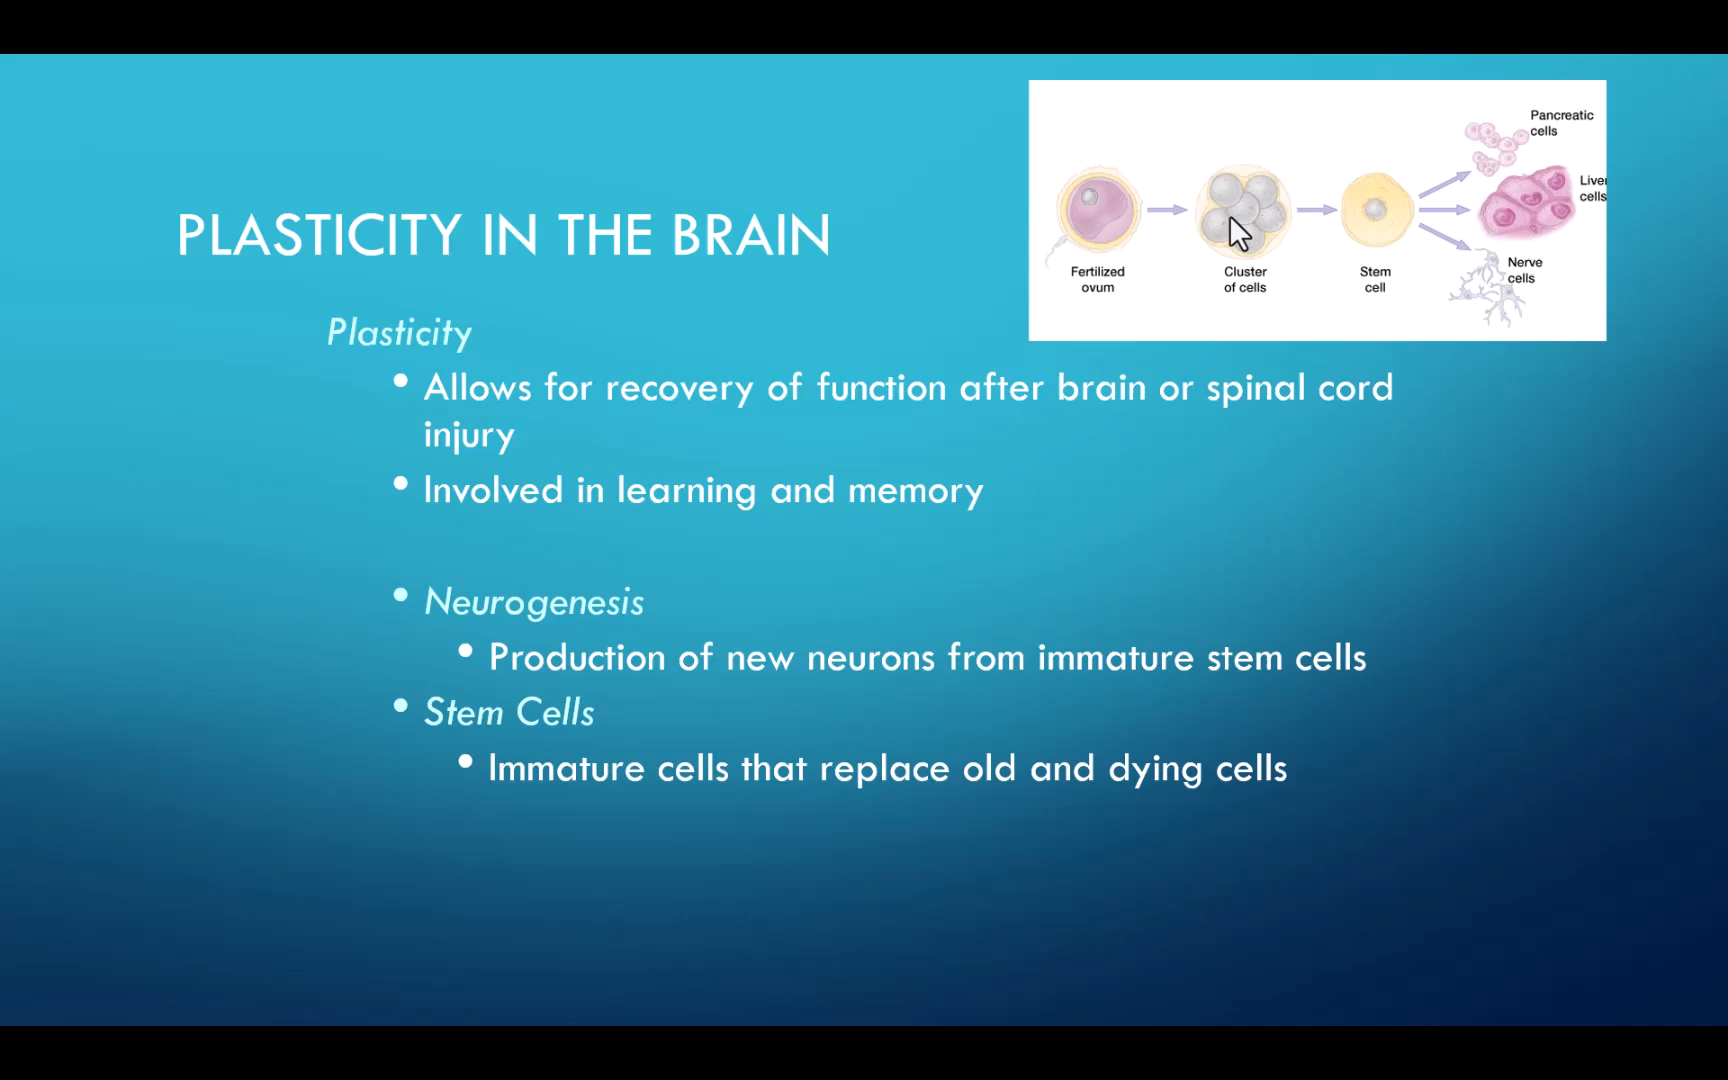 PLASTICITY IN THE BRAIN
Pancreatic
cells
Liver
cells
Nerve
cells
Fertilized
ovum
Cluster
of cells
Stem
cell
Plasticity
• Allows for recovery of function after brain or spinal cord
injury
• Involved in learning and memory
• Neurogenesis
• Production of new neurons from immature stem cells
• Stem Cells
• Immature cells that replace old and dying cells